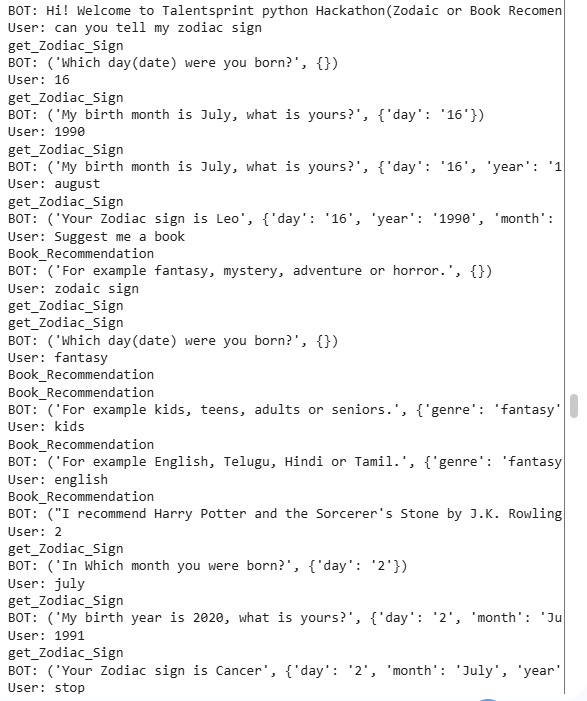 BOT: Hi! Welcome to Talentsprint python Hackathon(Zodaic or Book Recomen
User: can you tell my zodiac sign
get_Zodiac_Sign
BOT: ('Which day(date) were you born?', {})
User: 16
get_Zodiac_Sign
BOT: ('My birth month is July, what is yours?', {'day': '16'})
User: 1990
get_Zodiac_Sign
BOT: ('My birth month is July, what is yours?', {'day': '16', 'year': '1
User: august
get_Zodiac_Sign
BOT: ('Your Zodiac sign is Leo', {'day': '16', 'year': '1990', 'month':
User: Suggest me a book
Book_Recommendation
BOT: ('For example fantasy, mystery, adventure or horror.', {})
User: zodaic sign
get_Zodiac_Sign
get_Zodiac_Sign
BOT: ('Which day(date) were you born?', {})
User: fantasy
Book_Recommendation
Book_Recommendation
BOT: ('For example kids, teens, adults or seniors.', {'genre': 'fantasy'
User: kids
Book_Recommendation
BOT: ('For example English, Telugu, Hindi or Tamil.', {'genre': 'fantasy
User: english
Book_Recommendation
BOT: ("I recommend Harry Potter and the Sorcerer's Stone by J.K. Rowling
User: 2
get_Zodiac_Sign
BOT: ('In Which month you were born?', {'day': '2'})
User: july
get_Zodiac_Sign
BOT: ('My birth year is 2020, what is yours?', {'day': '2', 'month': 'Ju
User: 1991
get_Zodiac_Sign
BOT: ('Your Zodiac sign is Cancer', {'day': '2', 'month': 'July', 'year'
User: stop